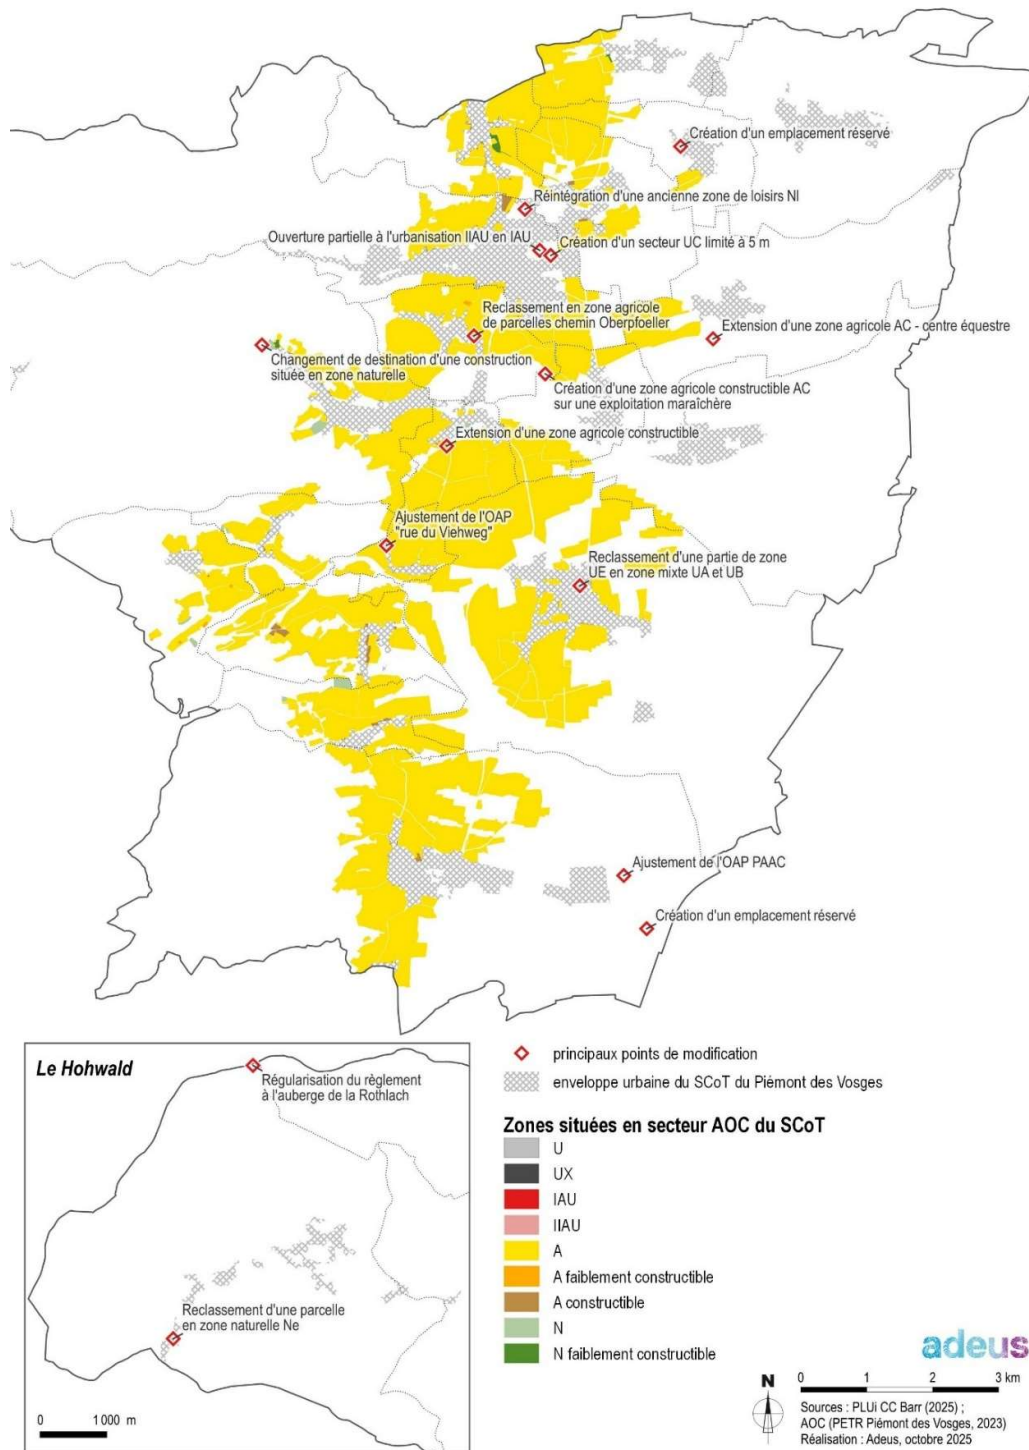 Création d'un emplacement réservé
Réintégration d'une ancienne zone de loisirs Nl
Ouverture partielle à l'urbanisation IIAU en IAU
Création d'un secteur UC limité à 5 m
Reclassement en zone agricole
de parcelles chemin Oberpfoeller
Extension d'une zone agricole AC - centre équestre
Changement de destination d'une construction
située en zone naturelle
Création d'une zone agricole constructible AC
sur une exploitation maraîchère
Extension d'une zone agricole constructible
Ajustement de l'OAP
"rue du Viehweg"
Reclassement d'une partie de zone
UE en zone mixte UA et UB
Ajustement de l'OAP PAAC
Création d'un emplacement réservé
Le Hohwald
Régularisation du règlement
à l'auberge de la Rothlach
Reclassement d'une parcelle
en zone naturelle Ne
0 1 000 m
principaux points de modification
enveloppe urbaine du SCoT du Piémont des Vosges
Zones situées en secteur AOC du SCoT
U
UX
IAU
IIAU
A
A faiblement constructible
A constructible
N
N faiblement constructible
adeus
N
0 1 2 3 km
Sources : PLUi CC Barr (2025) ;
AOC (PETR Piémont des Vosges, 2023)
Réalisation : Adeus, octobre 2025